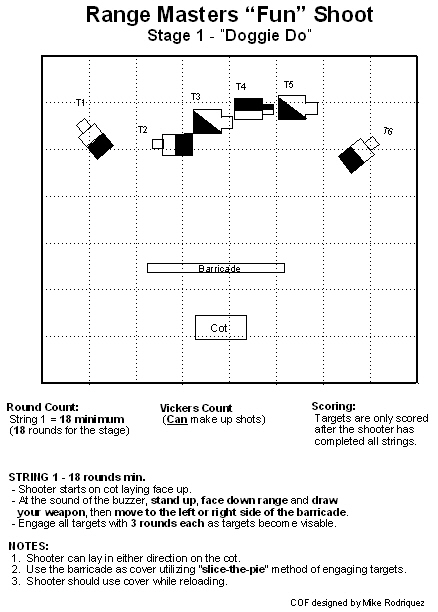 Range Masters “Fun” Shoot
Stage 1 - "Doggie Do"
T1
T2
T3
T4
T5
T6
Barricade
Cot
Round Count:
String 1 = 18 minimum
(18 rounds for the stage)
Vickers Count
(Can make up shots)
Scoring:
Targets are only scored
after the shooter has
completed all strings.
STRING 1 - 18 rounds min.
- Shooter starts on cot laying face up.
- At the sound of the buzzer, stand up, face down range and draw
your weapon, then move to the left or right side of the barricade.
- Engage all targets with 3 rounds each as targets become visable.
NOTES:
1. Shooter can lay in either direction on the cot.
2. Use the barricade as cover utilizing "slice-the-pie" method of engaging targets.
3. Shooter should use cover while reloading.
COF designed by Mike Rodriquez